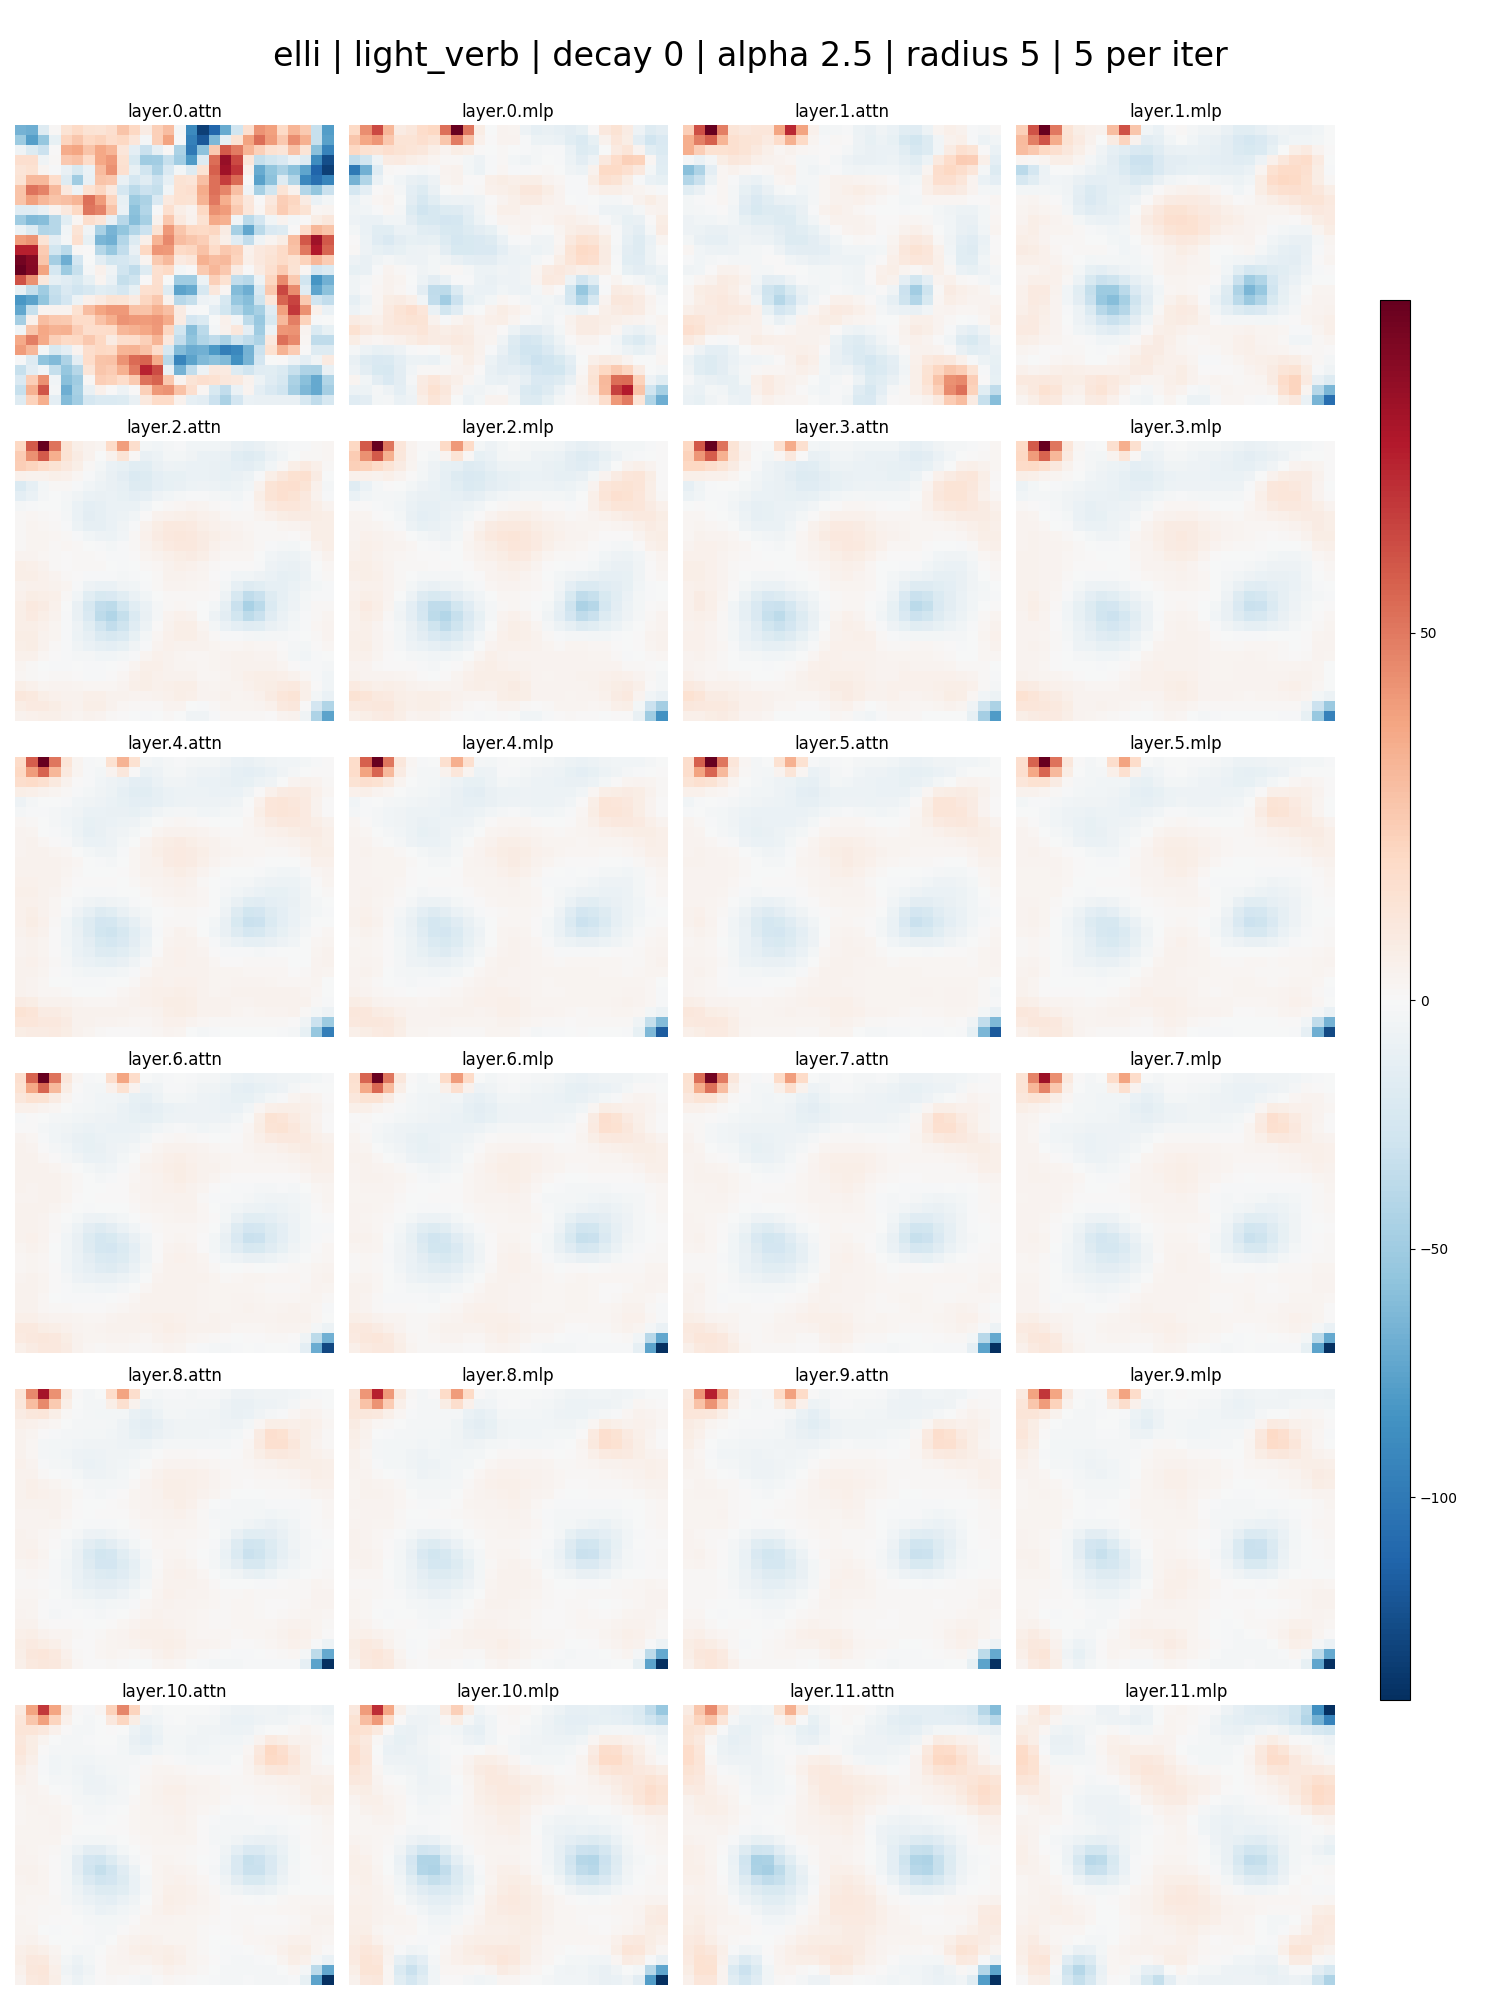 elli | light_verb | decay 0 | alpha 2.5 | radius 5 | 5 per iter
layer.0.attn layer.0.mlp layer.1.attn layer.1.mlp
layer.2.attn layer.2.mlp layer.3.attn layer.3.mlp
50
layer.4.attn layer.4.mlp layer.5.attn layer.5.mlp
0
layer.6.attn layer.6.mlp layer.7.attn layer.7.mlp
−50
layer.8.attn layer.8.mlp layer.9.attn layer.9.mlp
−100
layer.10.attn layer.10.mlp layer.11.attn layer.11.mlp